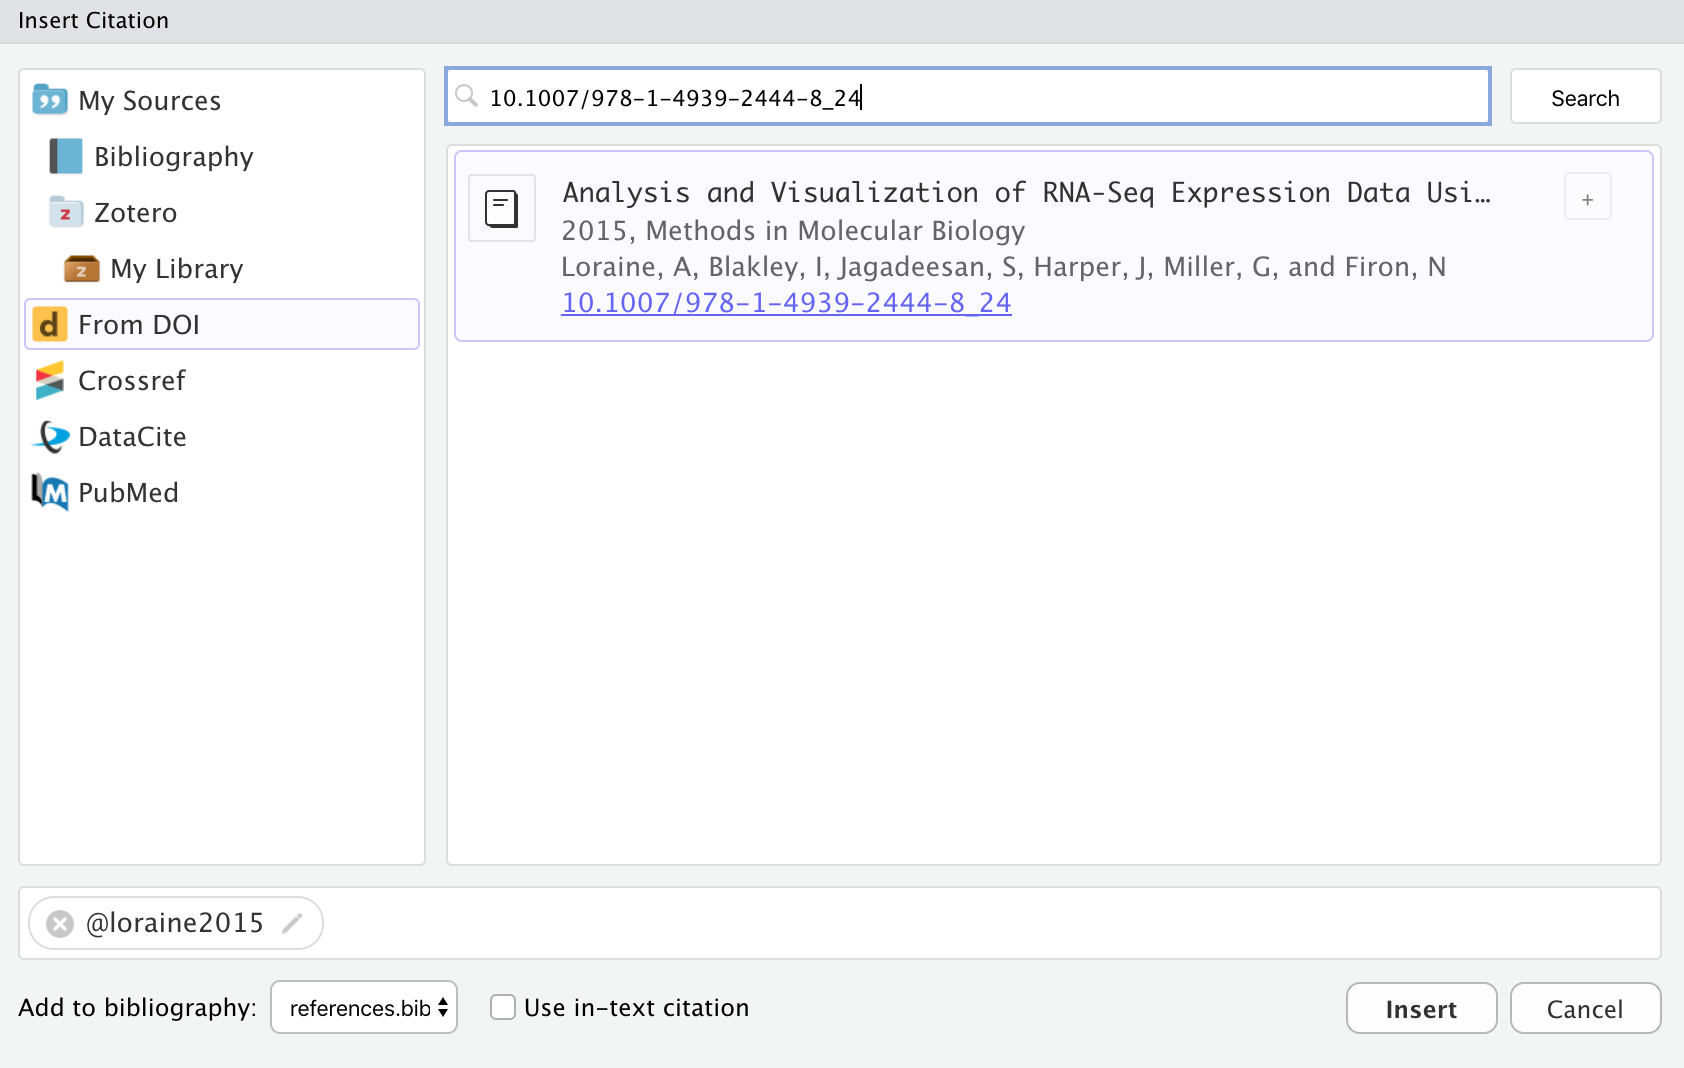 Insert Citation
My Sources
Bibliography
Zotero
My Library
From DOI
Crossref
DataCite
PubMed
10.1007/978-1-4939-2444-8_24
Search
Analysis and Visualization of RNA-Seq Expression Data Usi…
2015, Methods in Molecular Biology
Loraine, A, Blakley, I, Jagadeesan, S, Harper, J, Miller, G, and Firon, N
10.1007/978-1-4939-2444-8_24
+
@loraine2015
Add to bibliography: references.bib Use in-text citation Insert Cancel